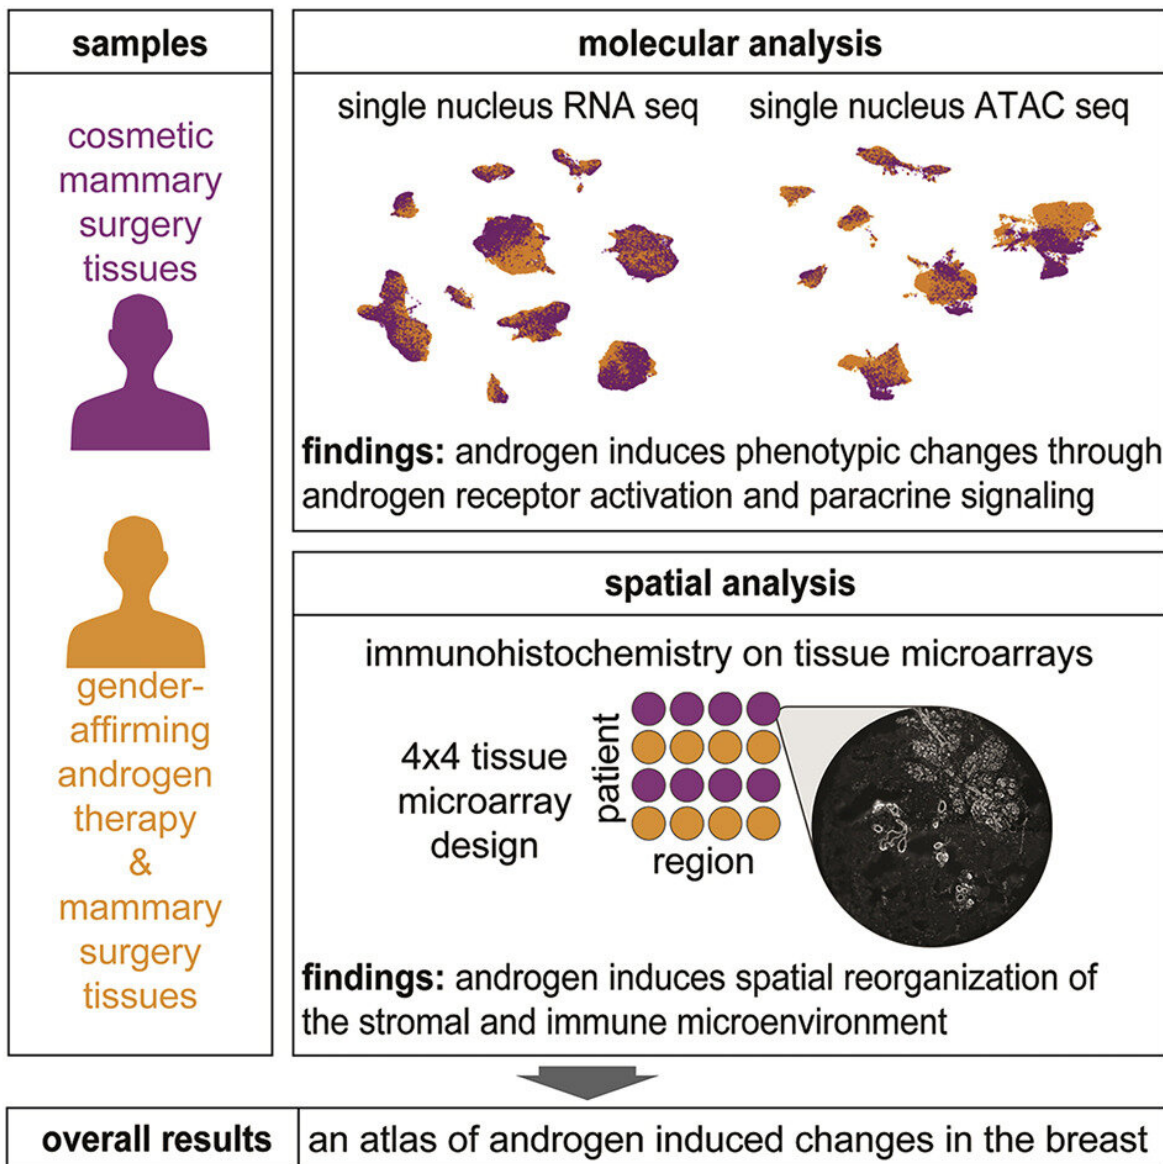 samples
cosmetic
mammary
surgery
tissues
gender-
affirming
androgen
therapy
&
mammary
surgery
tissues
molecular analysis
single nucleus RNA seq
single nucleus ATAC seq
findings: androgen induces phenotypic changes through
androgen receptor activation and paracrine signaling
spatial analysis
immunohistochemistry on tissue microarrays
4x4 tissue
microarray
design
patient
region
findings: androgen induces spatial reorganization of
the stromal and immune microenvironment
overall results
an atlas of androgen induced changes in the breast